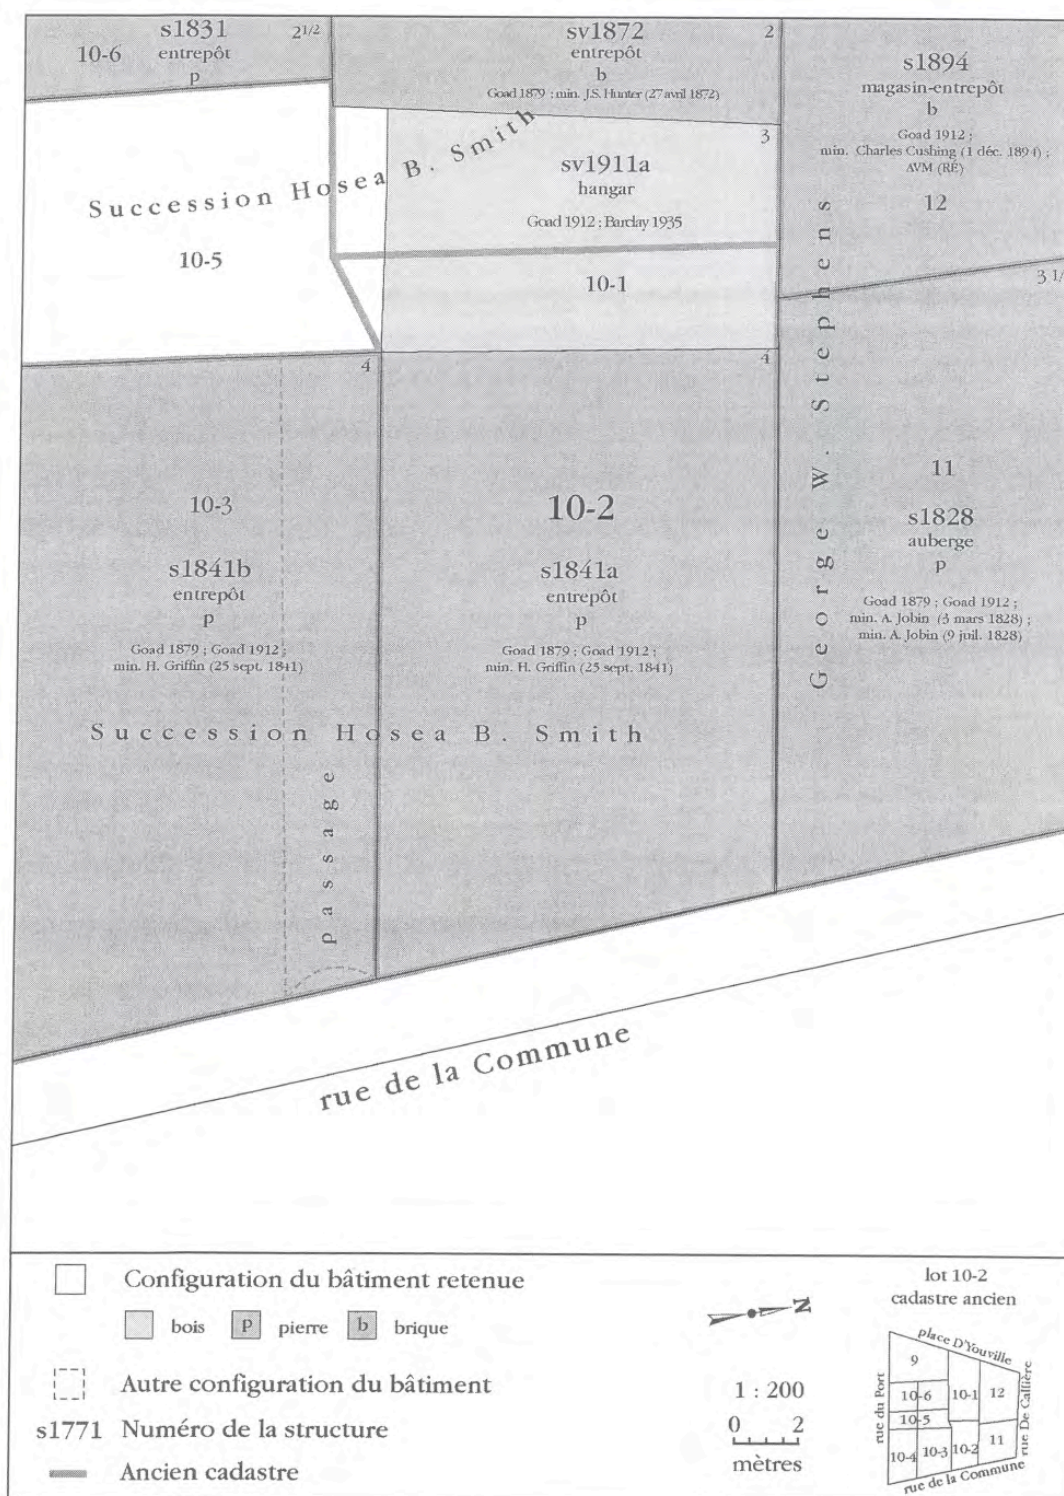 s1831
2 1/2
10-6
entrepôt
p
sv1872
2
entrepôt
b
Goad 1879 ; min. J.S. Hunter (27 avril 1872)
s1894
magasin-entrepôt
b
Goad 1912 ;
min. Charles Cushing (1 déc. 1894) ;
AVM (RÉ)
12
3
sv1911a
hangar
Goad 1912 ; Barclay 1935
Succession Hosea B. Smith
10-5
10-1
3 1/
4
4
George W. Stephens
11
s1828
auberge
p
Goad 1879 ; Goad 1912 ;
min. A. Jobin (3 mars 1828) ;
min. A. Jobin (9 juil. 1828)
10-3
s1841b
entrepôt
p
Goad 1879 ; Goad 1912 ;
min. H. Griffin (25 sept. 1841)
10-2
s1841a
entrepôt
p
Goad 1879 ; Goad 1912 ;
min. H. Griffin (25 sept. 1841)
Succession Hosea B. Smith
passage
rue de la Commune
Configuration du bâtiment retenue
bois p pierre b brique
Autre configuration du bâtiment
s1771 Numéro de la structure
Ancien cadastre
N
1 : 200
0 2
mètres
lot 10-2
cadastre ancien
place D'Youville
9
rue du Port
10-6
10-1
12
rue De Callière
10-5
10-4
10-3
10-2
11
rue de la Commune